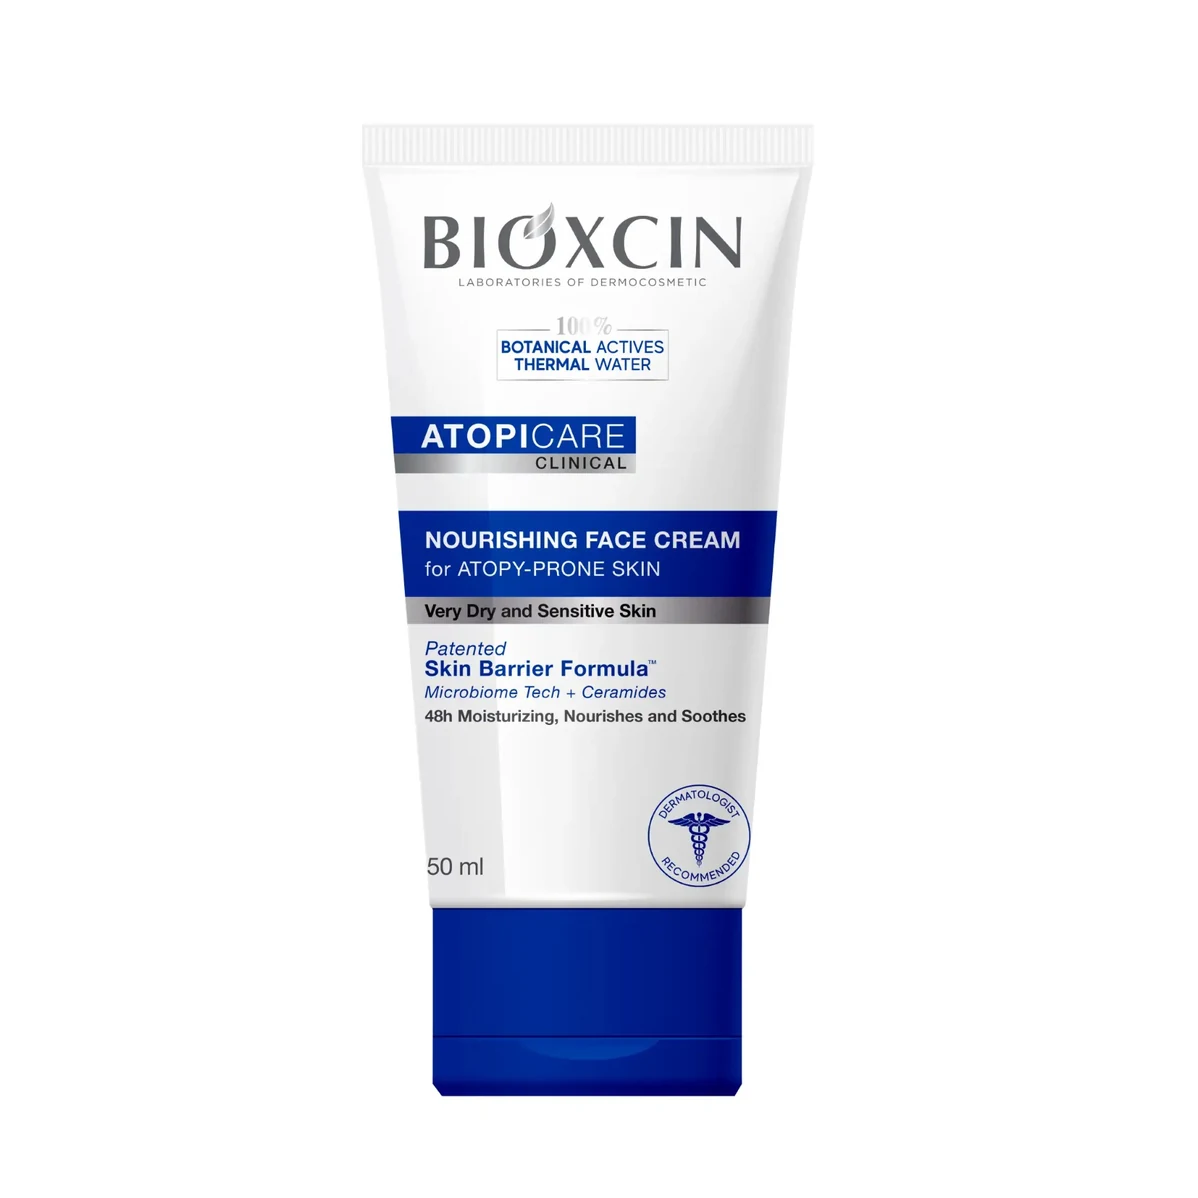 BIOXCIN
LABORATORIES OF DERMOCOSMETIC
100%
BOTANICAL ACTIVES
THERMAL WATER
ATOPICARE
CLINICAL
NOURISHING FACE CREAM
for ATOPY-PRONE SKIN
Very Dry and Sensitive Skin
Patented
Skin Barrier Formula™
Microbiome Tech + Ceramides
48h Moisturizing, Nourishes and Soothes
DERMATOLOGIST
RECOMMENDED
50 ml